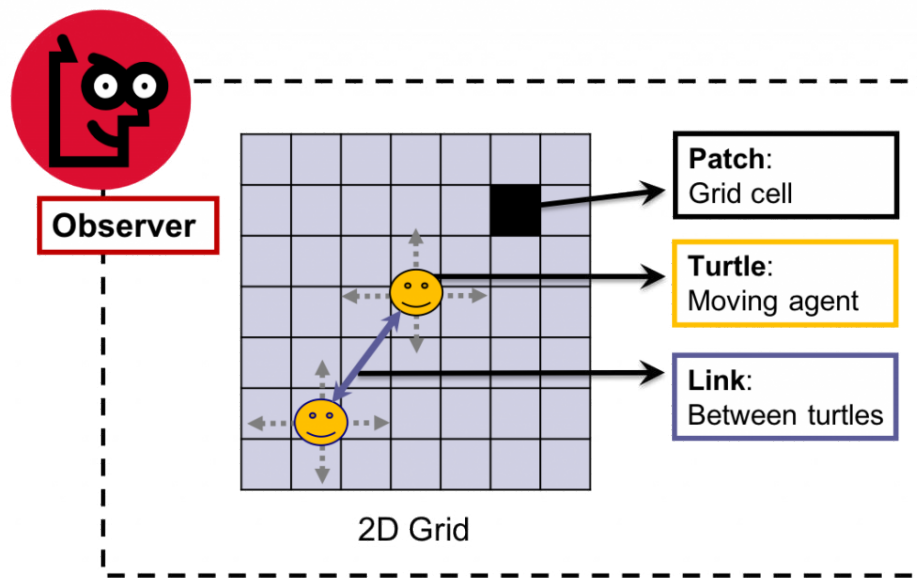 Observer
Patch:
Grid cell
Turtle:
Moving agent
Link:
Between turtles
2D Grid